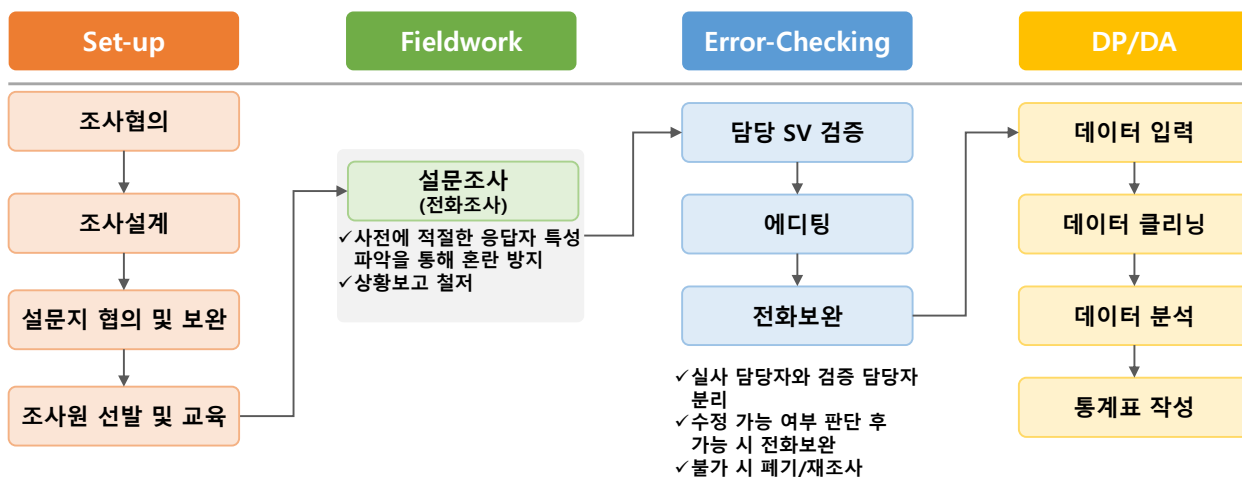 Set-up
조사협의
조사설계
설문지 협의 및 보완
조사원 선발 및 교육
Fieldwork
설문조사
(전화조사)
✓사전에 적절한 응답자 특성
파악을 통해 혼란 방지
✓상황보고 철저
Error-Checking
담당 SV 검증
에디팅
전화보완
✓실사 담당자와 검증 담당자
분리
✓수정 가능 여부 판단 후
가능 시 전화보완
✓불가 시 폐기/재조사
DP/DA
데이터 입력
데이터 클리닝
데이터 분석
통계표 작성